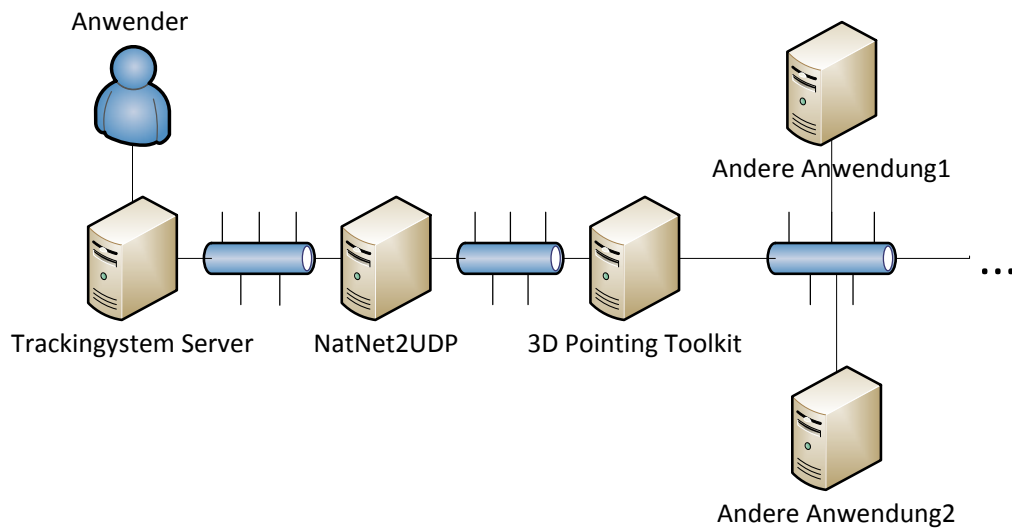 Anwender
Andere Anwendung1
Trackingystem Server
NatNet2UDP
3D Pointing Toolkit
...
Andere Anwendung2